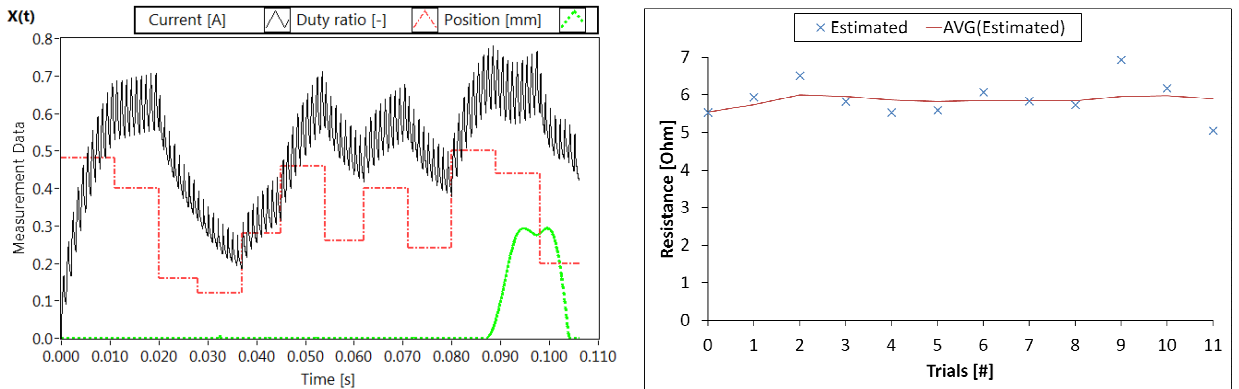 X(t)
Current [A] Duty ratio [-] Position [mm]
Measurement Data
0.8
0.7
0.6
0.5
0.4
0.3
0.2
0.1
0.0
0.000 0.010 0.020 0.030 0.040 0.050 0.060 0.070 0.080 0.090 0.100 0.110
Time [s]
Estimated AVG(Estimated)
Resistance [Ohm]
7
6
5
4
3
2
1
0
0 1 2 3 4 5 6 7 8 9 10 11
Trials [#]